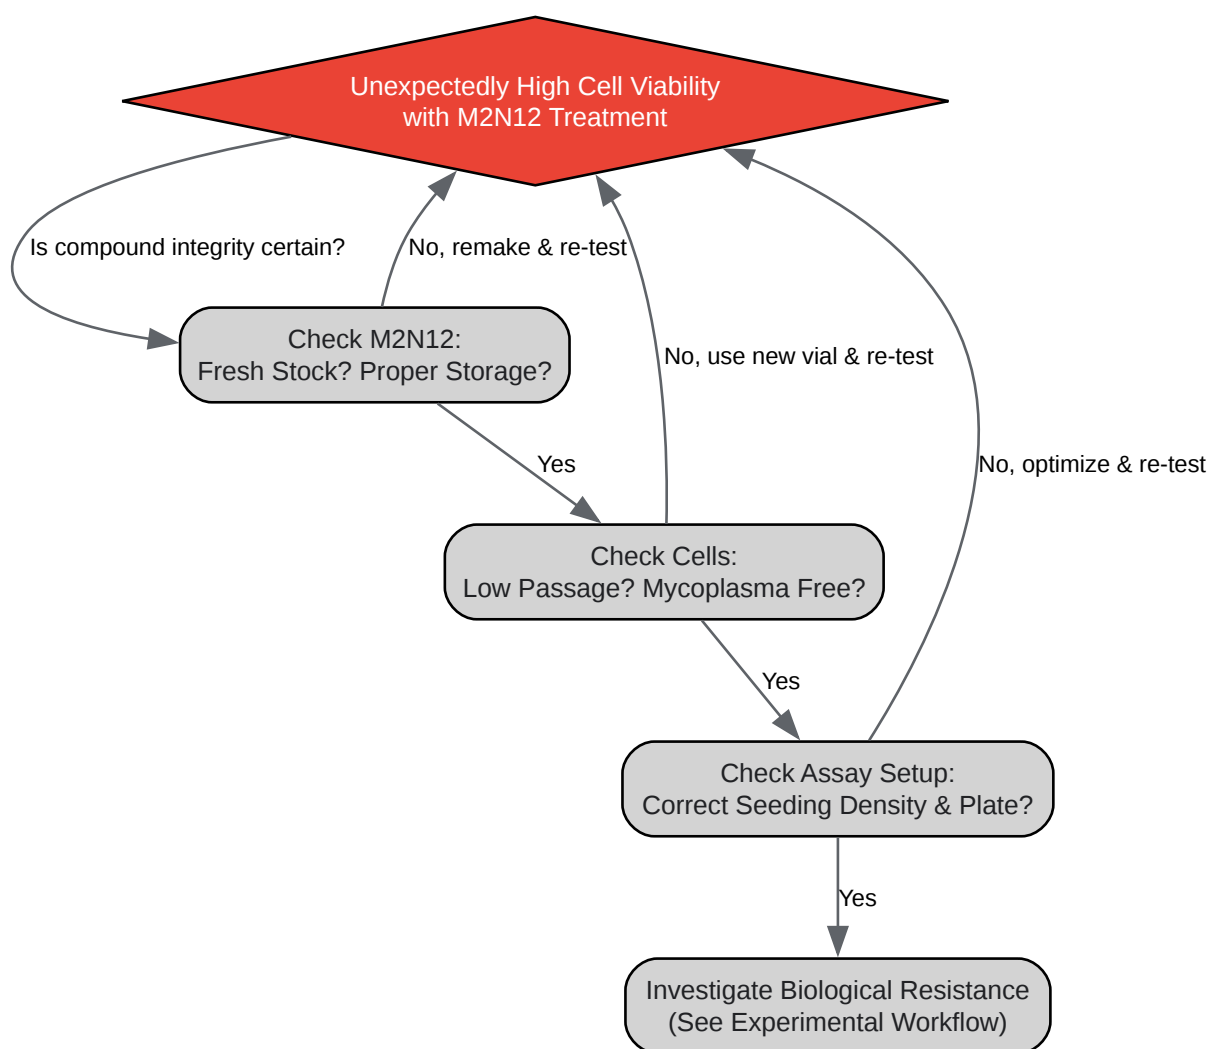 Unexpectedly High Cell Viability
with M2N12 Treatment
Is compound integrity certain?
No, remake & re-test
Check M2N12:
Fresh Stock? Proper Storage?
No, use new vial & re-test
Yes
No, optimize & re-test
Check Cells:
Low Passage? Mycoplasma Free?
Yes
Check Assay Setup:
Correct Seeding Density & Plate?
Yes
Investigate Biological Resistance
(See Experimental Workflow)